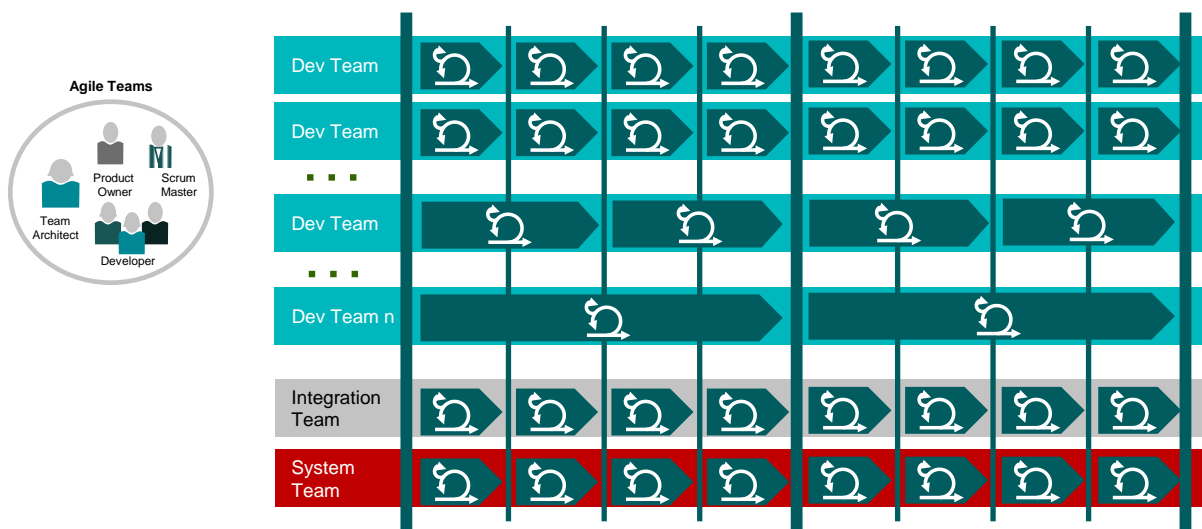 Agile Teams
Product
Owner
Scrum
Master
Team
Architect
Developer
Dev Team
Dev Team
. . .
Dev Team
. . .
Dev Team n
Integration
Team
System
Team